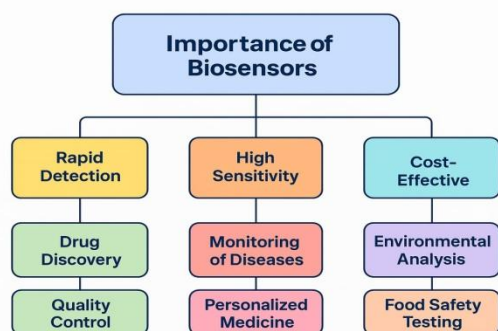 Importance of
Biosensors
Rapid
Detection
High
Sensitivity
Cost-
Effective
Drug
Discovery
Monitoring
of Diseases
Environmental
Analysis
Quality
Control
Personalized
Medicine
Food Safety
Testing